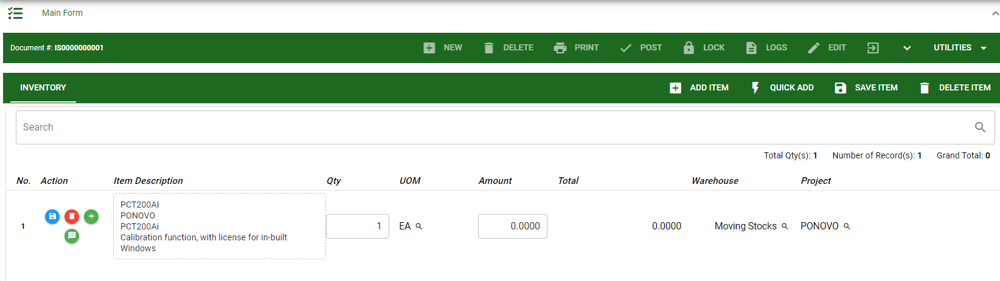 Main Form
Document #: IS0000000001 NEW DELETE PRINT POST LOCK LOGS EDIT UTILITIES
INVENTORY ADD ITEM QUICK ADD SAVE ITEM DELETE ITEM
Search
Total Qty(s): 1 Number of Record(s): 1 Grand Total: 0
No. Action Item Description Qty UOM Amount Total Warehouse Project
PCT200AI
PONOVO
PCT200Ai
1 1 EA 0.0000 0.0000 Moving Stocks PONOVO
Calibration function, with license for in-built
Windows